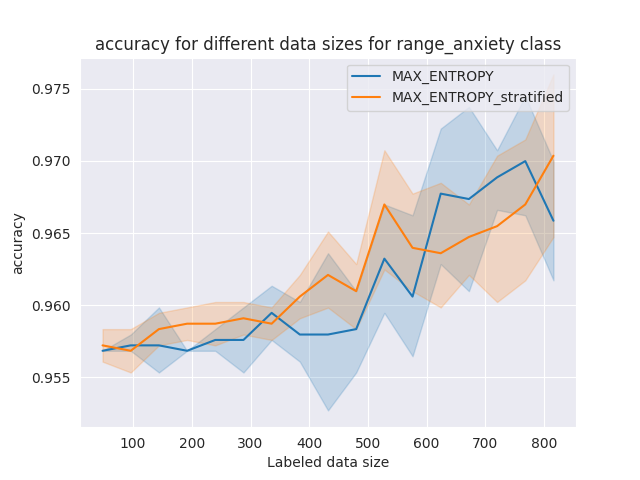 accuracy for different data sizes for range_anxiety class
MAX_ENTROPY
MAX_ENTROPY_stratified
accuracy
0.975
0.970
0.965
0.960
0.955
100 200 300 400 500 600 700 800
Labeled data size